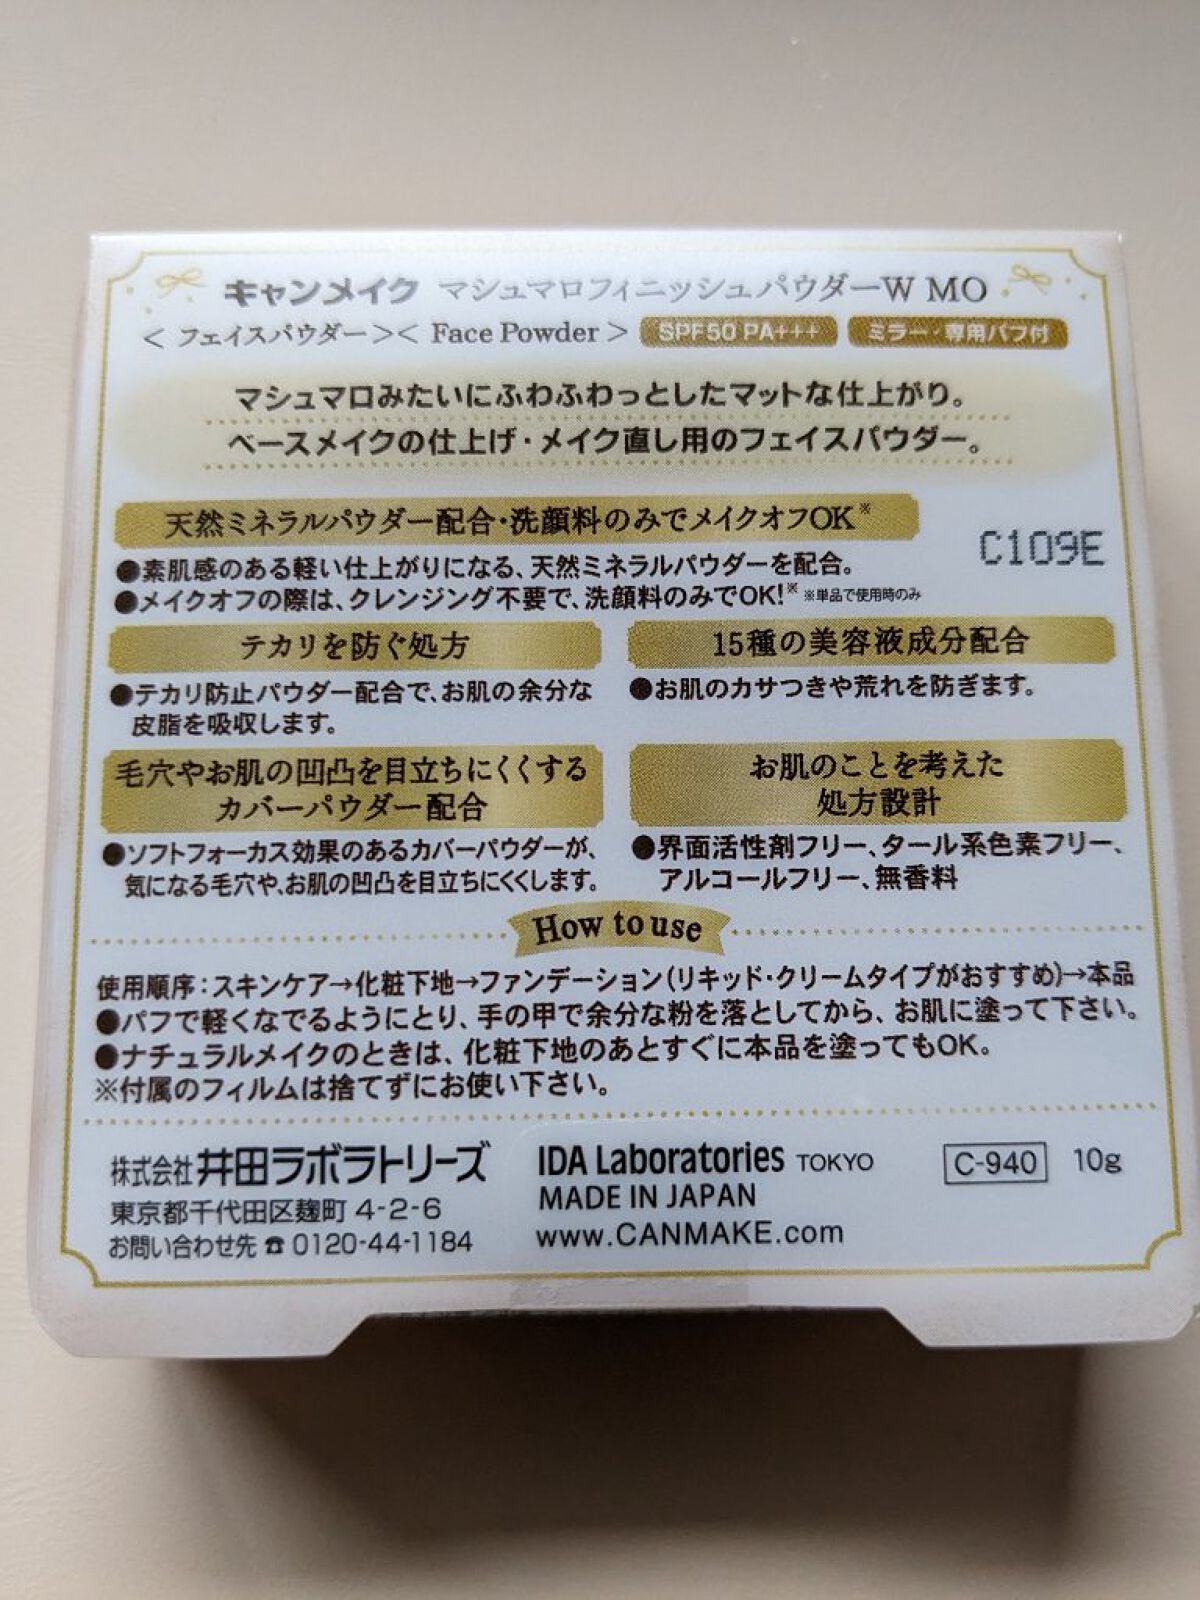 キャンメイク マシュマロフィニッシュパウダーW MO
< フェイスパウダー >< Face Powder > SPF50 PA+++ ミラー・専用パフ付
マシュマロみたいにふわふわっとしたマットな仕上がり。
ベースメイクの仕上げ・メイク直し用のフェイスパウダー。
天然ミネラルパウダー配合・洗顔料のみでメイクオフOK※
C109E
●素肌感のある軽い仕上がりになる、天然ミネラルパウダーを配合。
●メイクオフの際は、クレンジング不要で、洗顔料のみでOK!※ ※単品で使用時のみ
テカリを防ぐ処方
●テカリ防止パウダー配合で、お肌の余分な
皮脂を吸収します。
15種の美容液成分配合
●お肌のカサつきや荒れを防ぎます。
毛穴やお肌の凹凸を目立ちにくくする
カバーパウダー配合
●ソフトフォーカス効果のあるカバーパウダーが、
気になる毛穴や、お肌の凹凸を目立ちにくくします。
お肌のことを考えた
処方設計
●界面活性剤フリー、タール系色素フリー、
アルコールフリー、無香料
How to use
使用順序:スキンケア→化粧下地→ファンデーション(リキッド・クリームタイプがおすすめ)→本品
●パフで軽くなでるようにとり、手の甲で余分な粉を落としてから、お肌に塗って下さい。
●ナチュラルメイクのときは、化粧下地のあとすぐに本品を塗ってもOK。
※付属のフィルムは捨てずにお使い下さい。
株式会社 井田ラボラトリーズ
東京都千代田区麹町 4-2-6
お問い合わせ先 ☎ 0120-44-1184
IDA Laboratories TOKYO
MADE IN JAPAN
www.CANMAKE.com
C-940 10g